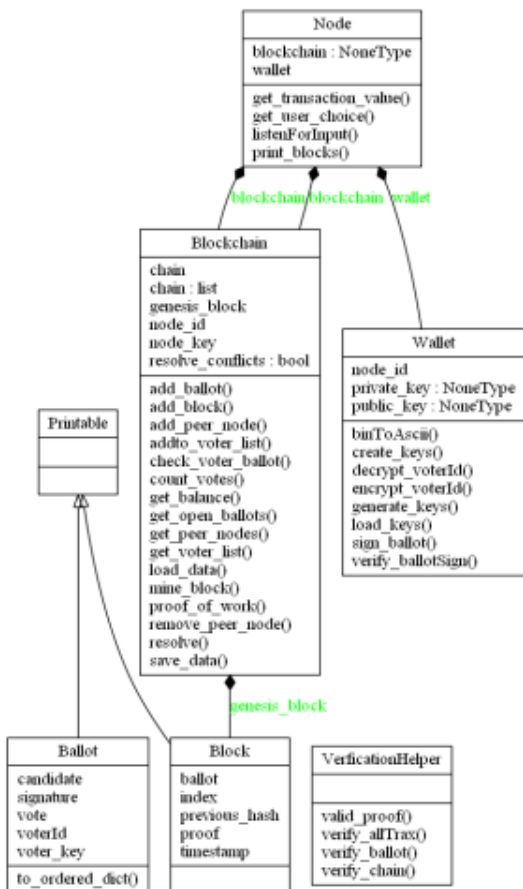 Node
blockchain : NoneType
wallet
get_transaction_value()
get_user_choice()
listenForInput()
print_blocks()
blockchain blockchain wallet
Blockchain
chain
chain : list
genesis_block
node_id
node_key
resolve_conflicts : bool
add_ballot()
add_block()
add_peer_node()
addto_voter_list()
check_voter_ballot()
count_votes()
get_balance()
get_open_ballots()
get_peer_nodes()
get_voter_list()
load_data()
mine_block()
proof_of_work()
remove_peer_node()
resolve()
save_data()
Wallet
node_id
private_key : NoneType
public_key : NoneType
binToAscii()
create_keys()
decrypt_voterId()
encrypt_voterId()
generate_keys()
load_keys()
sign_ballot()
verify_ballotSign()
Printable
genesis_block
Ballot
candidate
signature
vote
voterId
voter_key
to_ordered_dict()
Block
ballot
index
previous_hash
proof
timestamp
VerficationHelper
valid_proof()
verify_allTrax()
verify_ballot()
verify_chain()